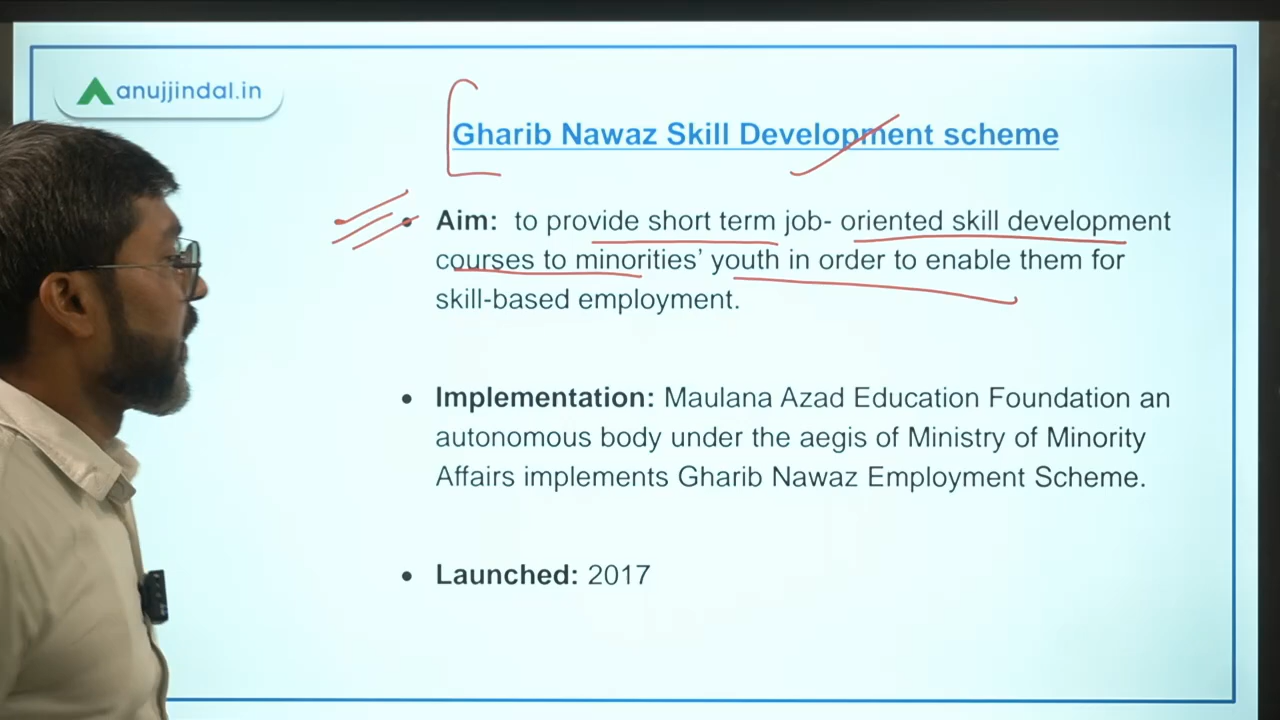 anujjindal.in
Gharib Nawaz Skill Development scheme
• Aim: to provide short term job- oriented skill development
courses to minorities’ youth in order to enable them for
skill-based employment.
• Implementation: Maulana Azad Education Foundation an
autonomous body under the aegis of Ministry of Minority
Affairs implements Gharib Nawaz Employment Scheme.
• Launched: 2017